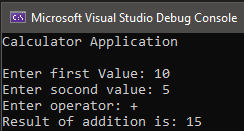 Microsoft Visual Studio Debug Console
Calculator Application
Enter first Value: 10
Enter socond value: 5
Enter operator: +
Result of addition is: 15